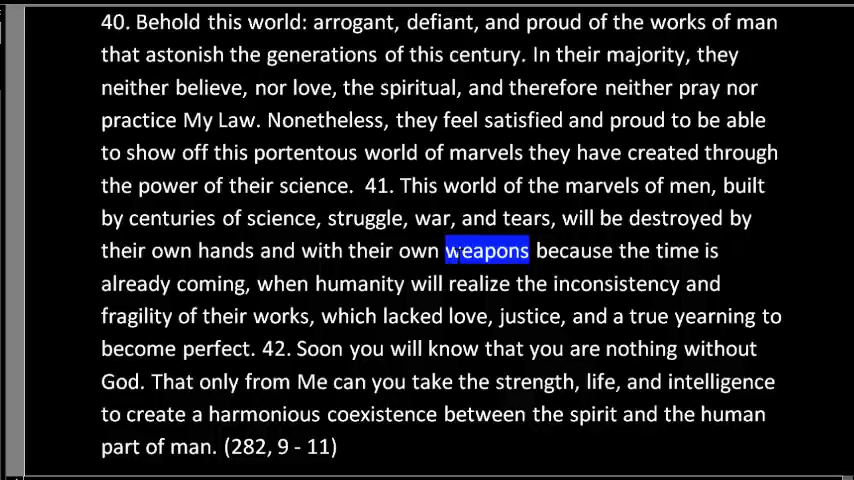 40. Behold this world: arrogant, defiant, and proud of the works of man
that astonish the generations of this century. In their majority, they
neither believe, nor love, the spiritual, and therefore neither pray nor
practice My Law. Nonetheless, they feel satisfied and proud to be able
to show off this portentous world of marvels they have created through
the power of their science.  41. This world of the marvels of men, built
by centuries of science, struggle, war, and tears, will be destroyed by
their own hands and with their own weapons because the time is
already coming, when humanity will realize the inconsistency and
fragility of their works, which lacked love, justice, and a true yearning to
become perfect. 42. Soon you will know that you are nothing without
God. That only from Me can you take the strength, life, and intelligence
to create a harmonious coexistence between the spirit and the human
part of man. (282, 9 - 11)